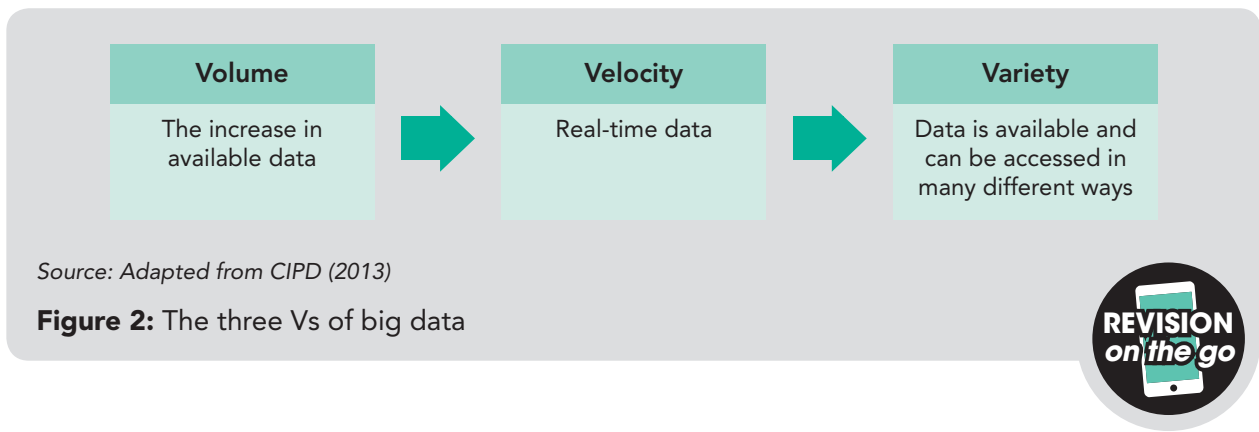 Volume
The increase in
available data
Velocity
Real-time data
Variety
Data is available and
can be accessed in
many different ways
Source: Adapted from CIPD (2013)
Figure 2: The three Vs of big data
REVISION
on the go